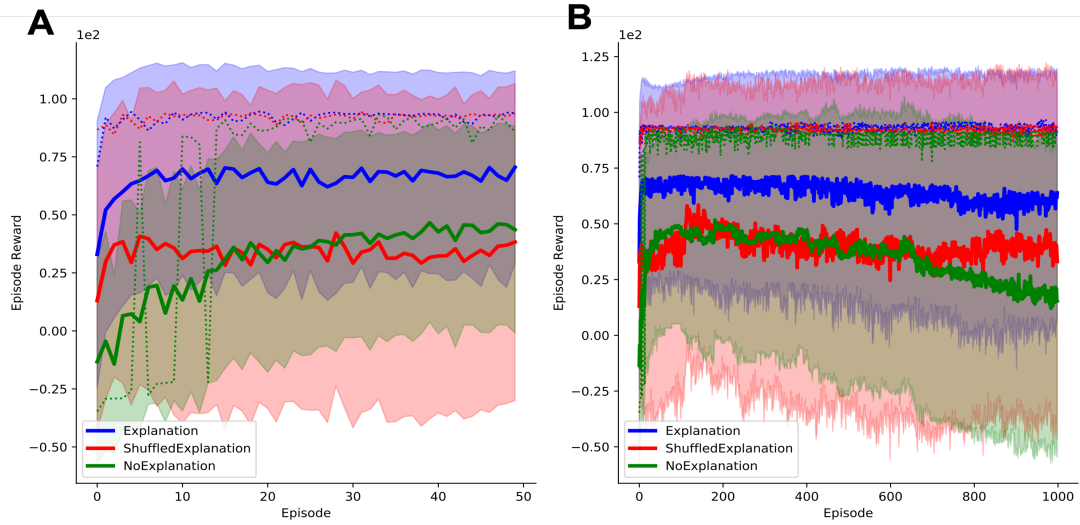 A
1e2
1.00
0.75
0.50
0.25
0.00
−0.25
−0.50
Episode Reward
Explanation
ShuffledExplanation
NoExplanation
0
10
20
30
40
50
Episode
B
1e2
1.25
1.00
0.75
0.50
0.25
0.00
−0.25
−0.50
Episode Reward
Explanation
ShuffledExplanation
NoExplanation
0
200
400
600
800
1000
Episode